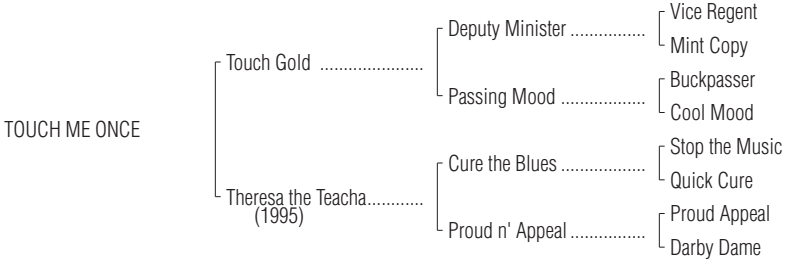 Vice Regent
Deputy Minister ................
Mint Copy
Touch Gold ......................
Buckpasser
Passing Mood ..................
Cool Mood
TOUCH ME ONCE
Stop the Music
Cure the Blues ..................
Quick Cure
Theresa the Teacha............
(1995)
Proud Appeal
Proud n' Appeal ................
Darby Dame